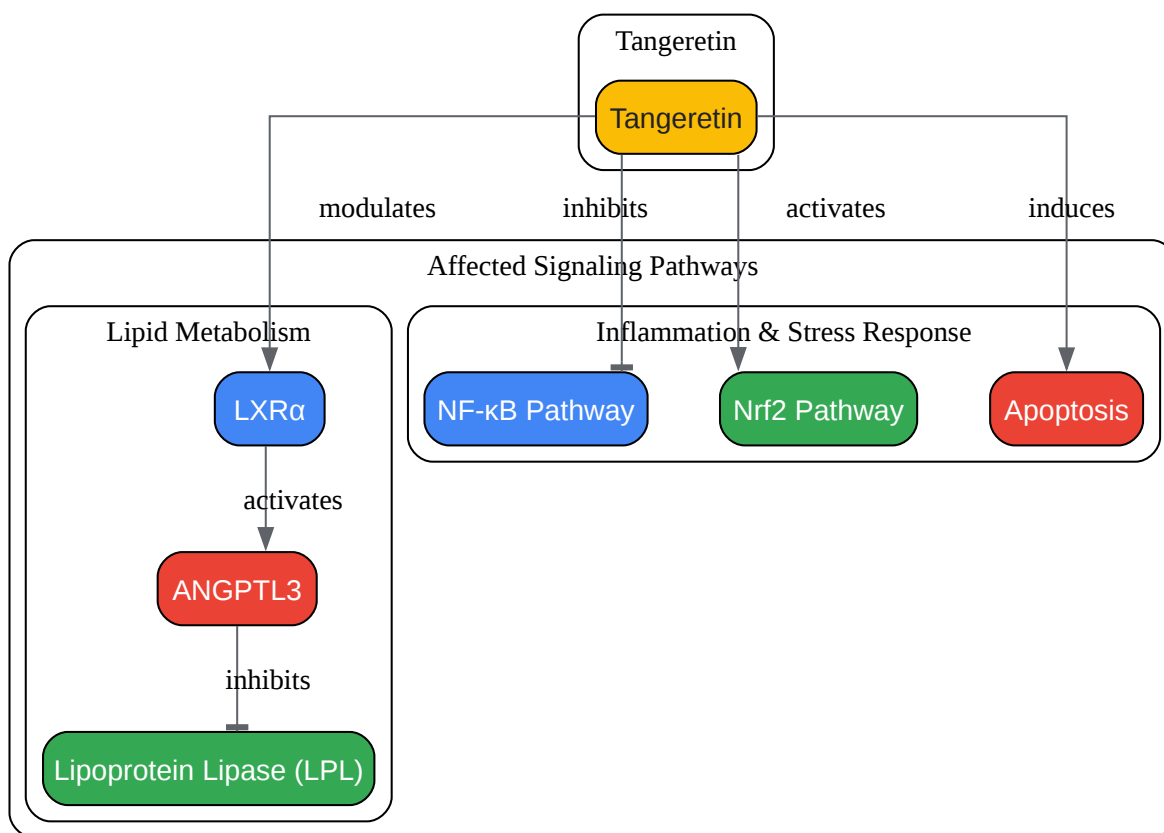 Tangeretin
Tangeretin
modulates
inhibits
activates
induces
Affected Signaling Pathways
Lipid Metabolism
Inflammation & Stress Response
LXRα
NF-κB Pathway
Nrf2 Pathway
Apoptosis
activates
ANGPTL3
inhibits
Lipoprotein Lipase (LPL)